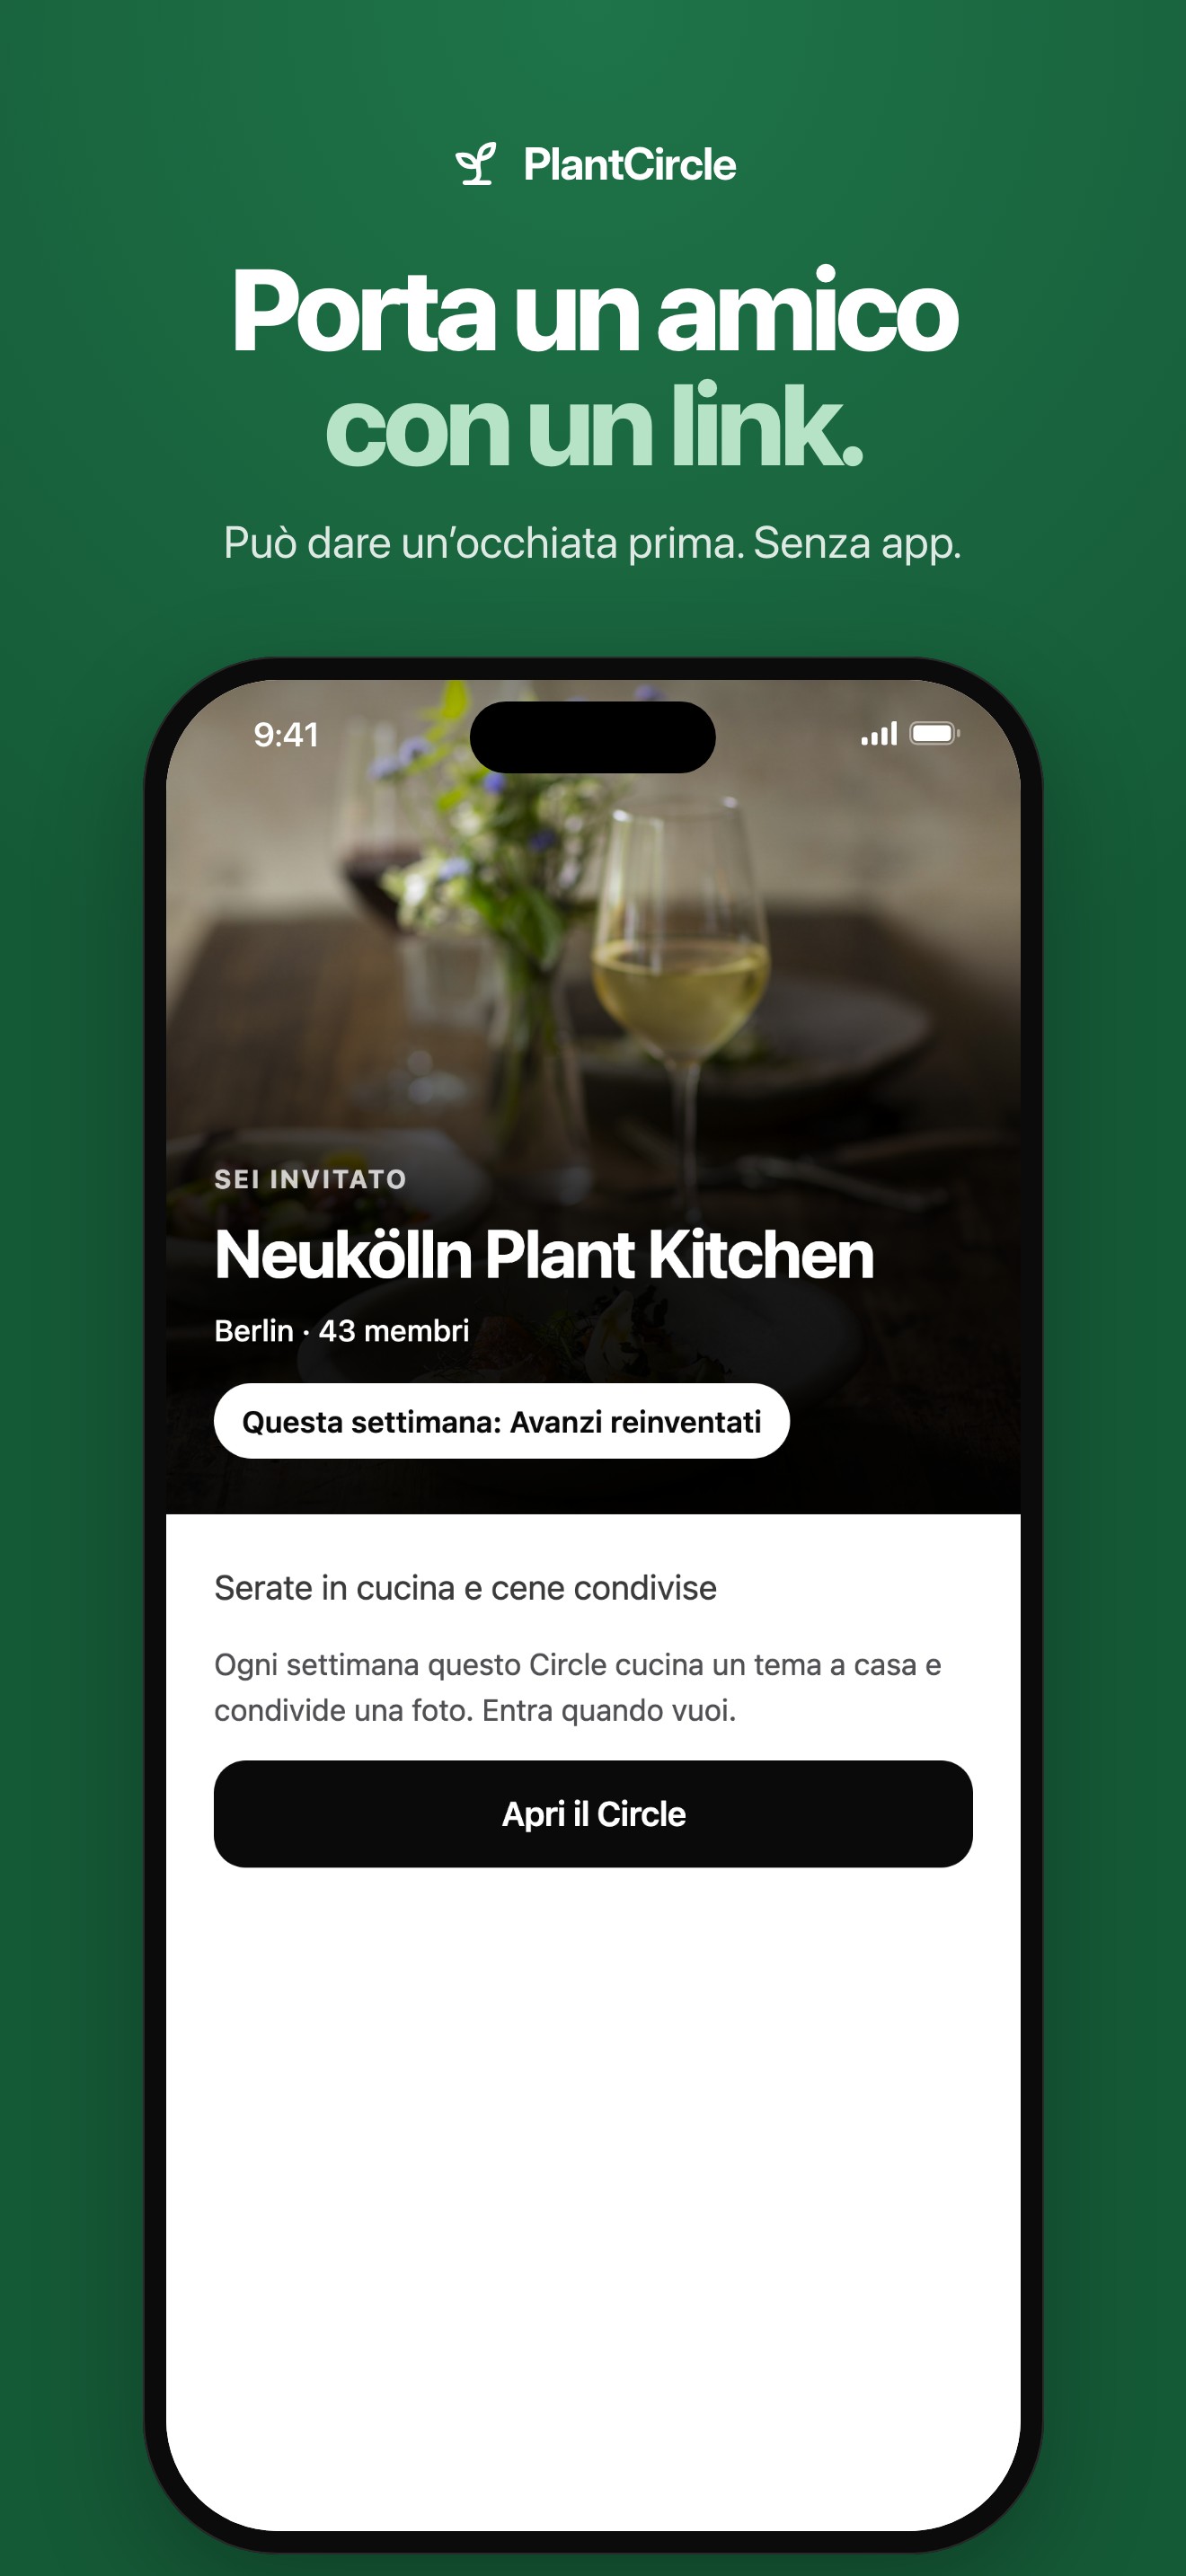 PlantCircle
Porta un amico
con un link.
Può dare un’occhiata prima. Senza app.
9:41
SEI INVITATO
Neukölln Plant Kitchen
Berlin · 43 membri
Questa settimana: Avanzi reinventati
Serate in cucina e cene condivise
Ogni settimana questo Circle cucina un tema a casa e
condivide una foto. Entra quando vuoi.
Apri il Circle